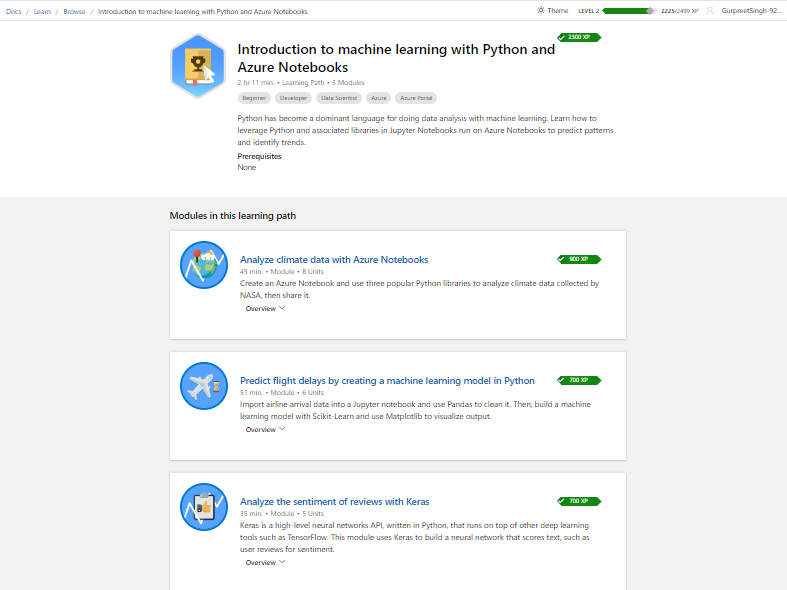 Docs / Learn / Browse / Introduction to machine learning with Python and Azure Notebooks
Theme LEVEL 2 2225/2499 XP GurpreetSingh-92...
2300 XP
Introduction to machine learning with Python and
Azure Notebooks
2 hr 11 min. • Learning Path • 3 Modules
Beginner Developer Data Scientist Azure Azure Portal
Python has become a dominant language for doing data analysis with machine learning. Learn how to
leverage Python and associated libraries in Jupyter Notebooks run on Azure Notebooks to predict patterns
and identify trends.
Prerequisites
None
Modules in this learning path
Analyze climate data with Azure Notebooks
900 XP
45 min. • Module • 8 Units
Create an Azure Notebook and use three popular Python libraries to analyze climate data collected by
NASA, then share it.
Overview
Predict flight delays by creating a machine learning model in Python
700 XP
51 min. • Module • 6 Units
Import airline arrival data into a Jupyter notebook and use Pandas to clean it. Then, build a machine
learning model with Scikit-Learn and use Matplotlib to visualize output.
Overview
Analyze the sentiment of reviews with Keras
700 XP
35 min. • Module • 5 Units
Keras is a high-level neural networks API, written in Python, that runs on top of other deep learning
tools such as TensorFlow. This module uses Keras to build a neural network that scores text, such as
user reviews for sentiment.
Overview